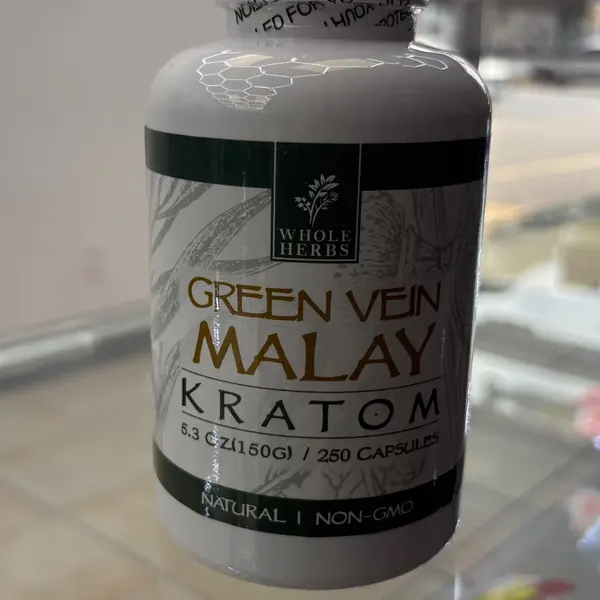 WHOLE
HERBS
GREEN VEIN
MALAY
KRATOM
5.3 OZ(150G) / 250 CAPSULES
NATURAL | NON-GMO